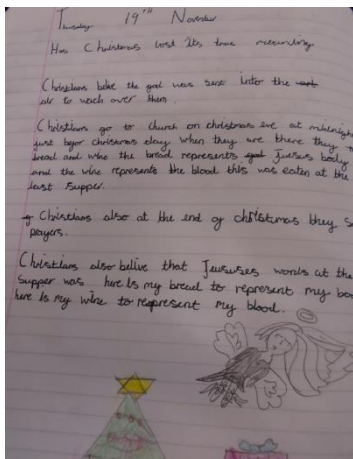 Thursday 19th November
Has Christmas lost its true meaning
Christians belive the god was sent into the
air to wach over them.
Christians go to church on christmas eve at midnight
just befor christmas day when they are there they
bread and wine the bread represents Juesus body
and the wine represents the blood this was eaten at the
last supper.
Christians also at the end of christmas they s
prayers.
Christians also belive that Jeususes words at the
supper was here is my bread to represent my bo
here is my wine to represent my blood.